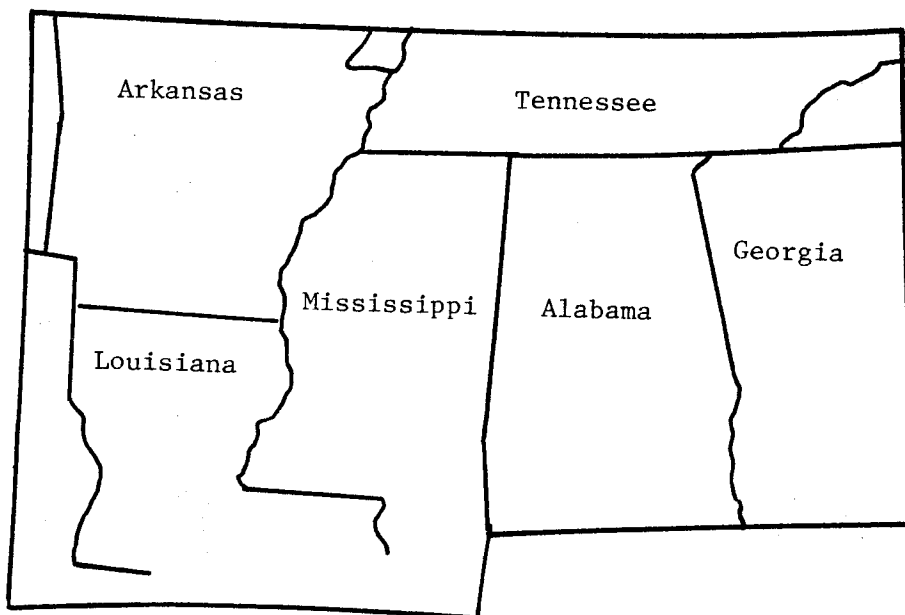 Arkansas
Tennessee
Georgia
Mississippi
Alabama
Louisiana